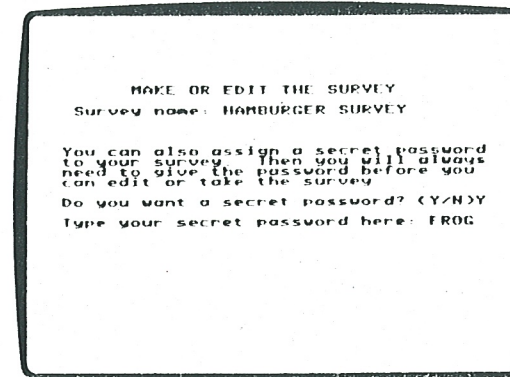 MAKE OR EDIT THE SURVEY
Survey name: HAMBURGER SURVEY
You can also assign a secret password
to your survey. Then you will always
need to give the password before you
can edit or take the survey
Do you want a secret password? (Y/N)Y
Type your secret password here: FROG